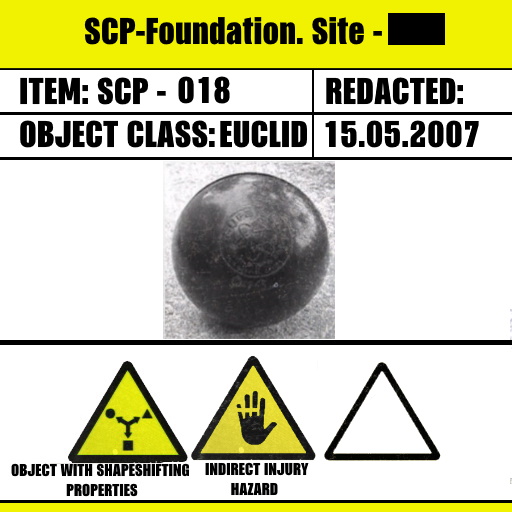 SCP-Foundation. Site -
ITEM: SCP - 018
REDACTED:
OBJECT CLASS: EUCLID
15.05.2007
OBJECT WITH SHAPESHIFTING
PROPERTIES
INDIRECT INJURY
HAZARD